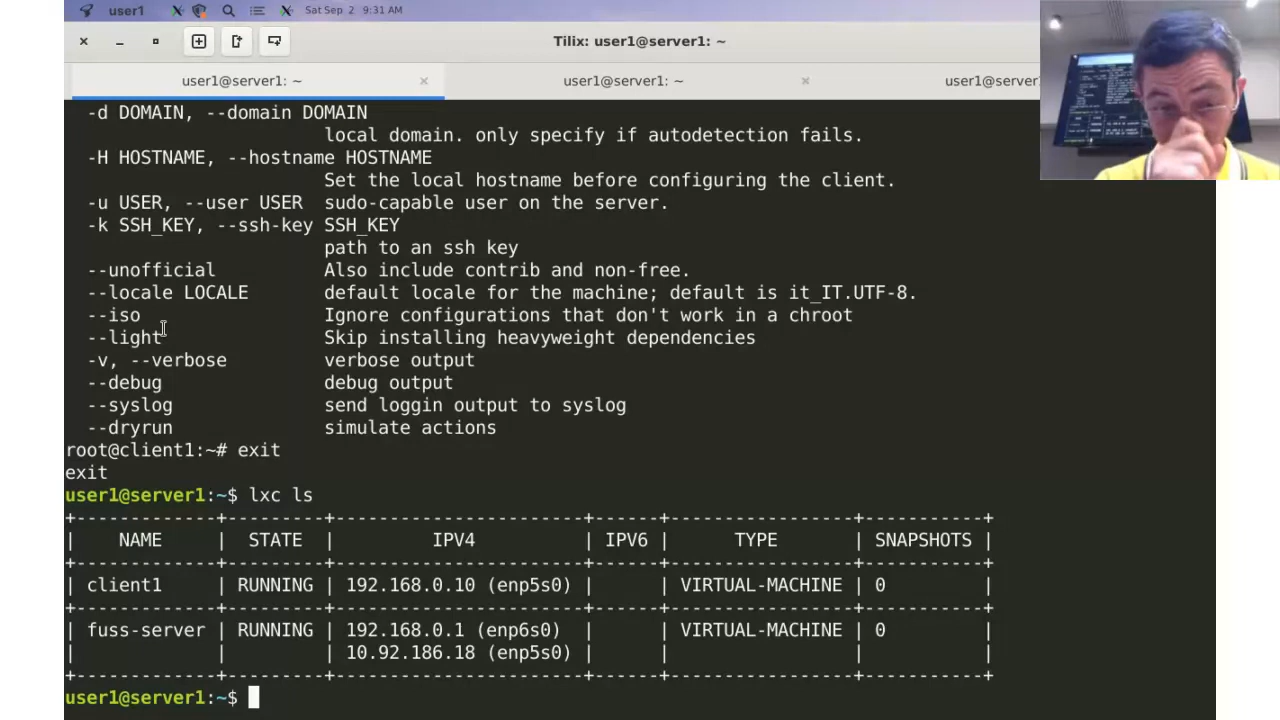 user1 Sat Sep 2 9:31 AM
Tilix: user1@server1: ~
user1@server1: ~ × user1@server1: ~ × user1@server1:
-d DOMAIN, --domain DOMAIN
local domain. only specify if autodetection fails.
-H HOSTNAME, --hostname HOSTNAME
Set the local hostname before configuring the client.
-u USER, --user USER sudo-capable user on the server.
-k SSH_KEY, --ssh-key SSH_KEY
path to an ssh key
--unofficial Also include contrib and non-free.
--locale LOCALE default locale for the machine; default is it_IT.UTF-8.
--iso Ignore configurations that don't work in a chroot
--light Skip installing heavyweight dependencies
-v, --verbose verbose output
--debug debug output
--syslog send loggin output to syslog
--dryrun simulate actions
root@client1:~# exit
exit
user1@server1:~$ lxc ls
+-------------+---------+------------------------+------+-----------------+-----------+
| NAME | STATE | IPV4 | IPV6 | TYPE | SNAPSHOTS |
+-------------+---------+------------------------+------+-----------------+-----------+
| client1 | RUNNING | 192.168.0.10 (enp5s0) | | VIRTUAL-MACHINE | 0 |
+-------------+---------+------------------------+------+-----------------+-----------+
| fuss-server | RUNNING | 192.168.0.1 (enp6s0) | | VIRTUAL-MACHINE | 0 |
| | | 10.92.186.18 (enp5s0) | | | |
+-------------+---------+------------------------+------+-----------------+-----------+
user1@server1:~$